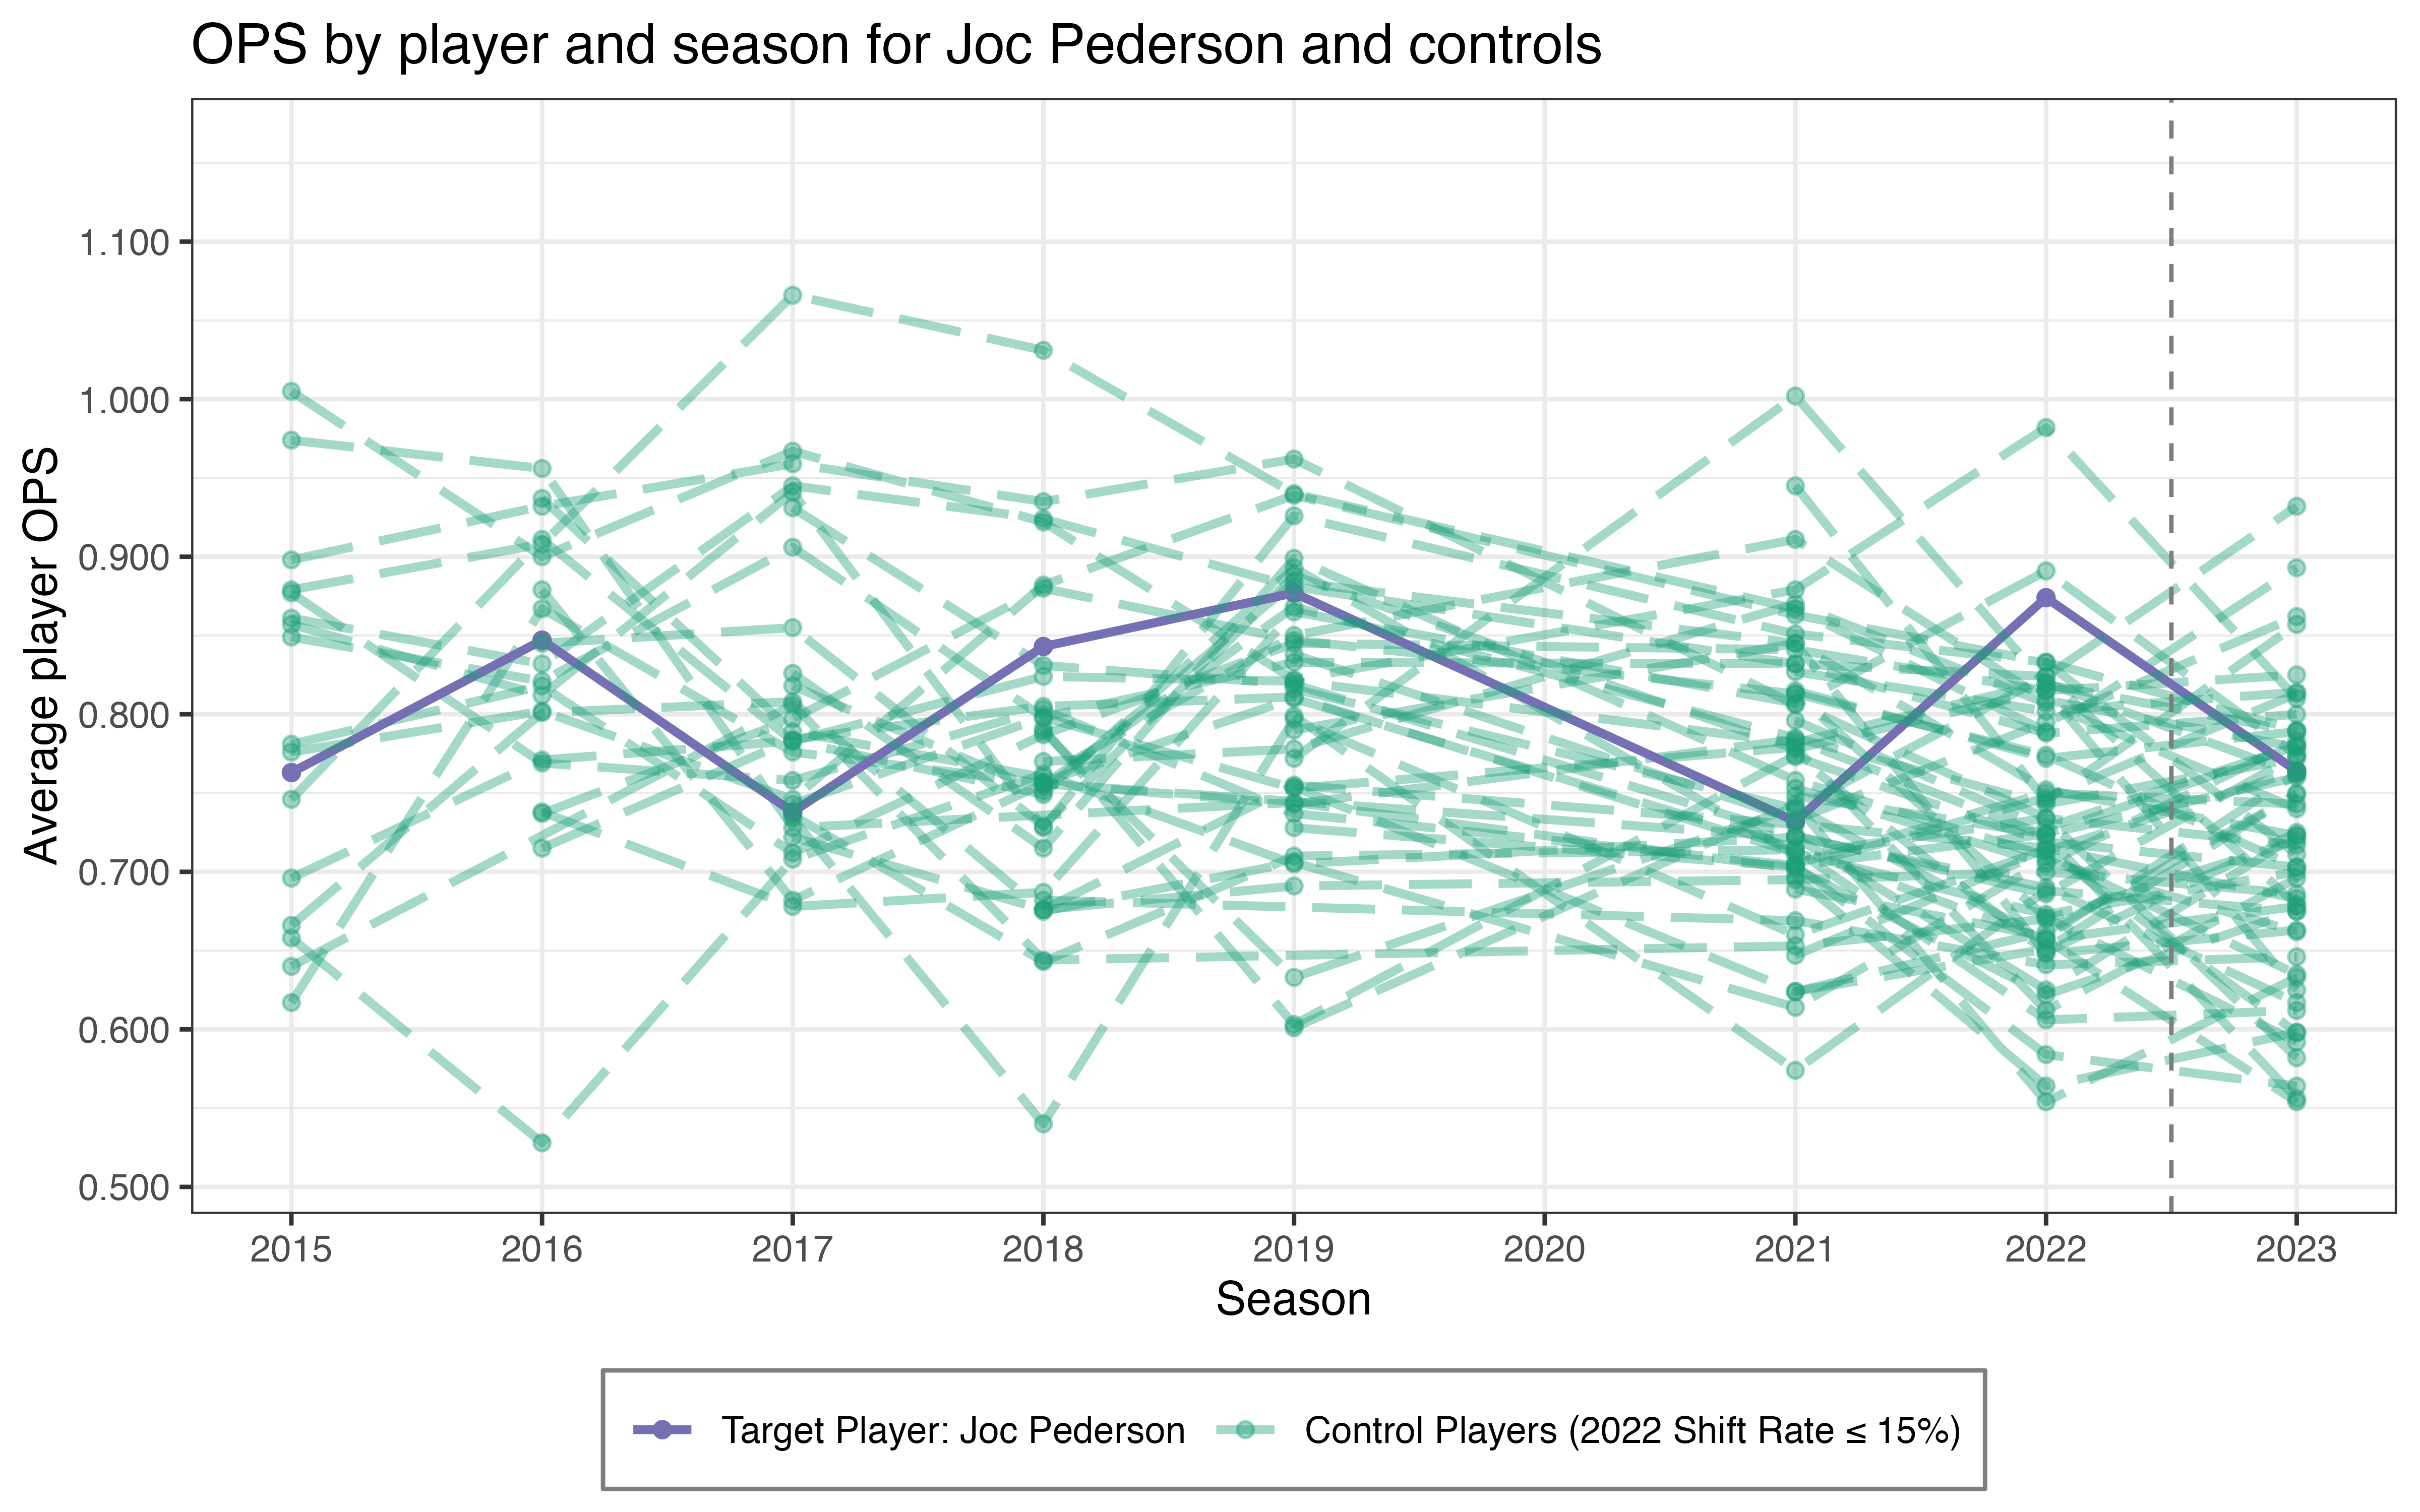 OPS by player and season for Joc Pederson and controls
Average player OPS
1.100
1.000
0.900
0.800
0.700
0.600
0.500
2015 2016 2017 2018 2019 2020 2021 2022 2023
Season
Target Player: Joc Pederson Control Players (2022 Shift Rate ≤ 15%)